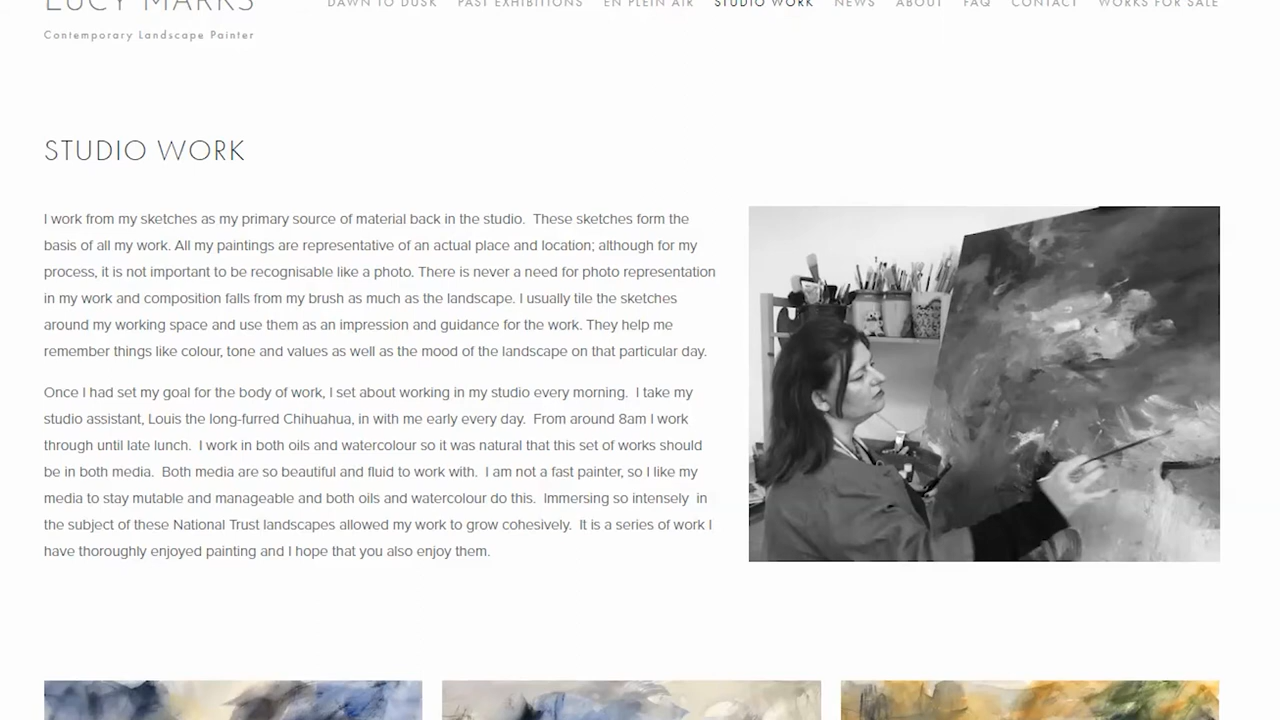 LUCY MARKS
DAWN TO DUSK PAST EXHIBITIONS EN PLEIN AIR STUDIO WORK NEWS ABOUT FAQ CONTACT WORKS FOR SALE
Contemporary Landscape Painter
STUDIO WORK
I work from my sketches as my primary source of material back in the studio.  These sketches form the
basis of all my work. All my paintings are representative of an actual place and location; although for my
process, it is not important to be recognisable like a photo. There is never a need for photo representation
in my work and composition falls from my brush as much as the landscape. I usually tile the sketches
around my working space and use them as an impression and guidance for the work. They help me
remember things like colour, tone and values as well as the mood of the landscape on that particular day.
Once I had set my goal for the body of work, I set about working in my studio every morning.  I take my
studio assistant, Louis the long-furred Chihuahua, in with me early every day.  From around 8am I work
through until late lunch.  I work in both oils and watercolour so it was natural that this set of works should
be in both media.  Both media are so beautiful and fluid to work with.  I am not a fast painter, so I like my
media to stay mutable and manageable and both oils and watercolour do this.  Immersing so intensely  in
the subject of these National Trust landscapes allowed my work to grow cohesively.  It is a series of work I
have thoroughly enjoyed painting and I hope that you also enjoy them.